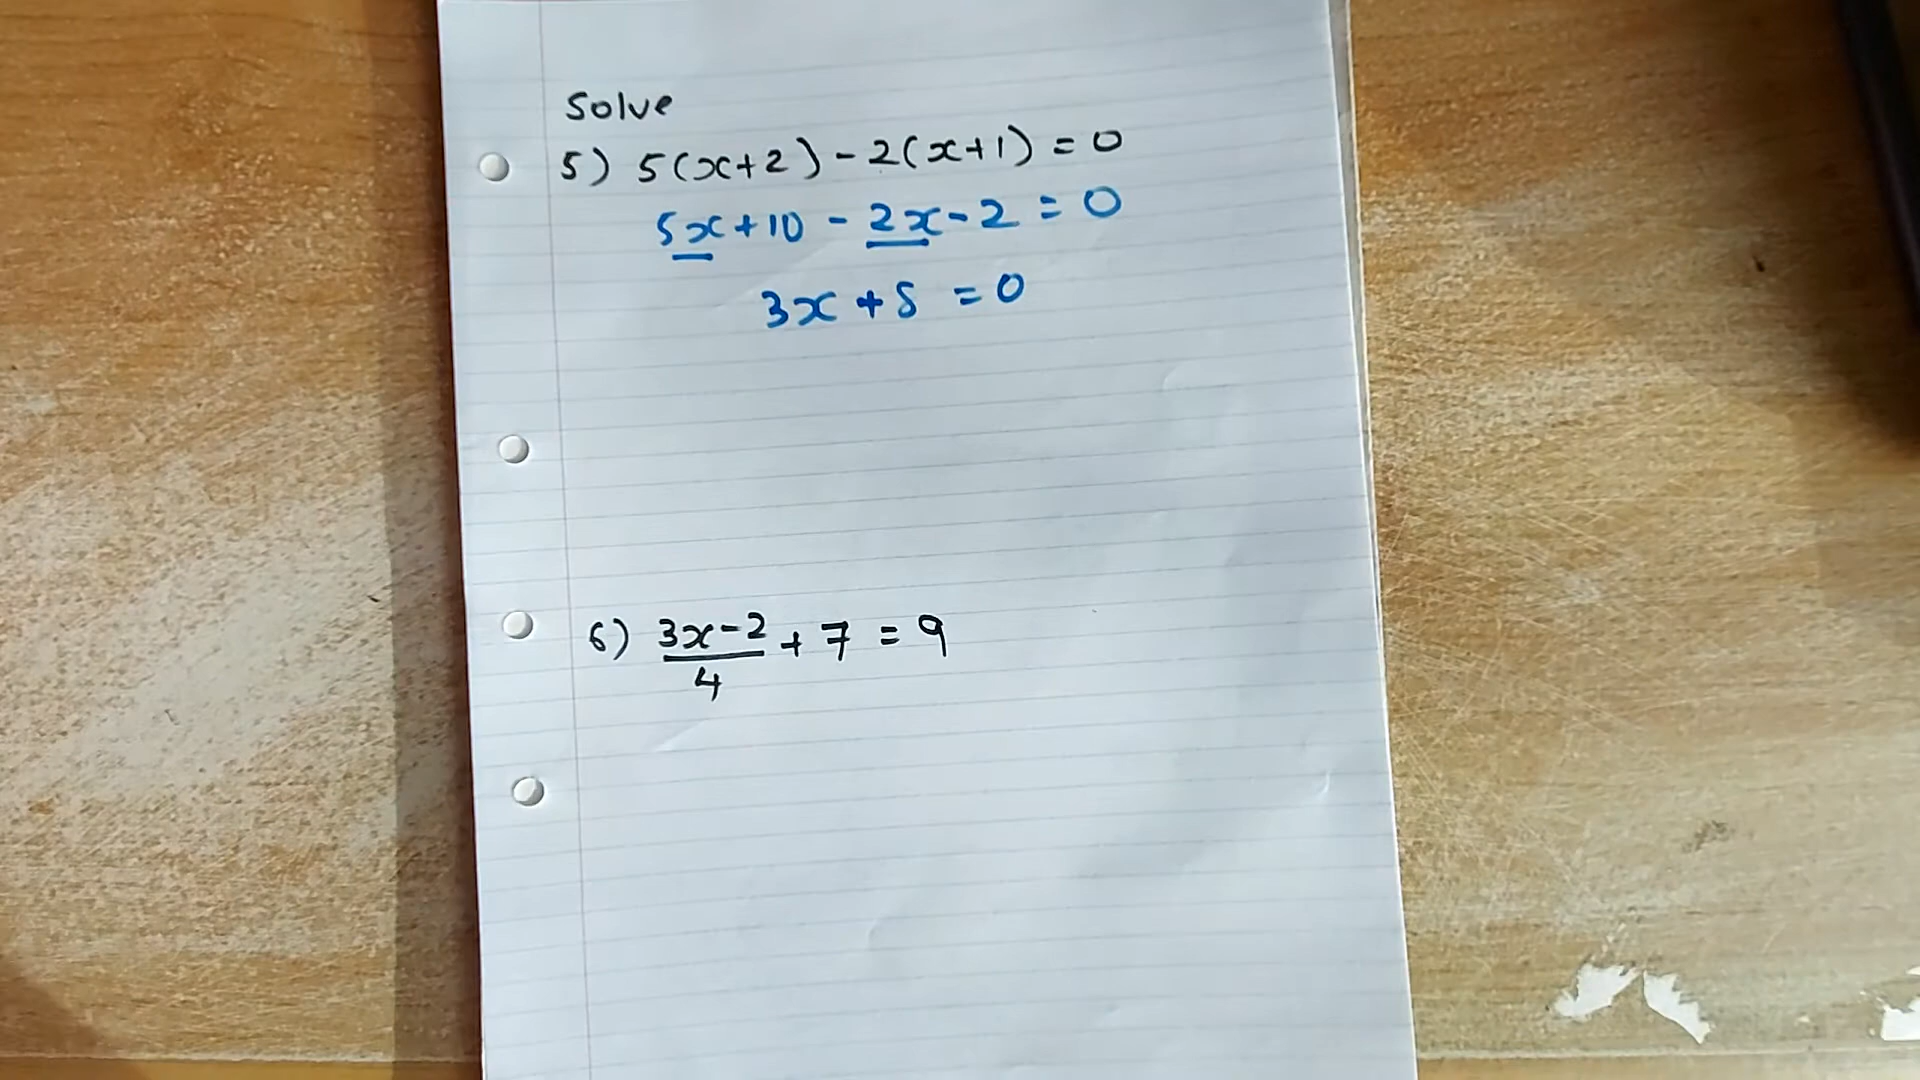 Solve
5) 5(x+2) - 2(x+1) = 0
5x+10 - 2x-2 = 0
3x + 8 = 0
6) \frac{3x-2}{4} + 7 = 9